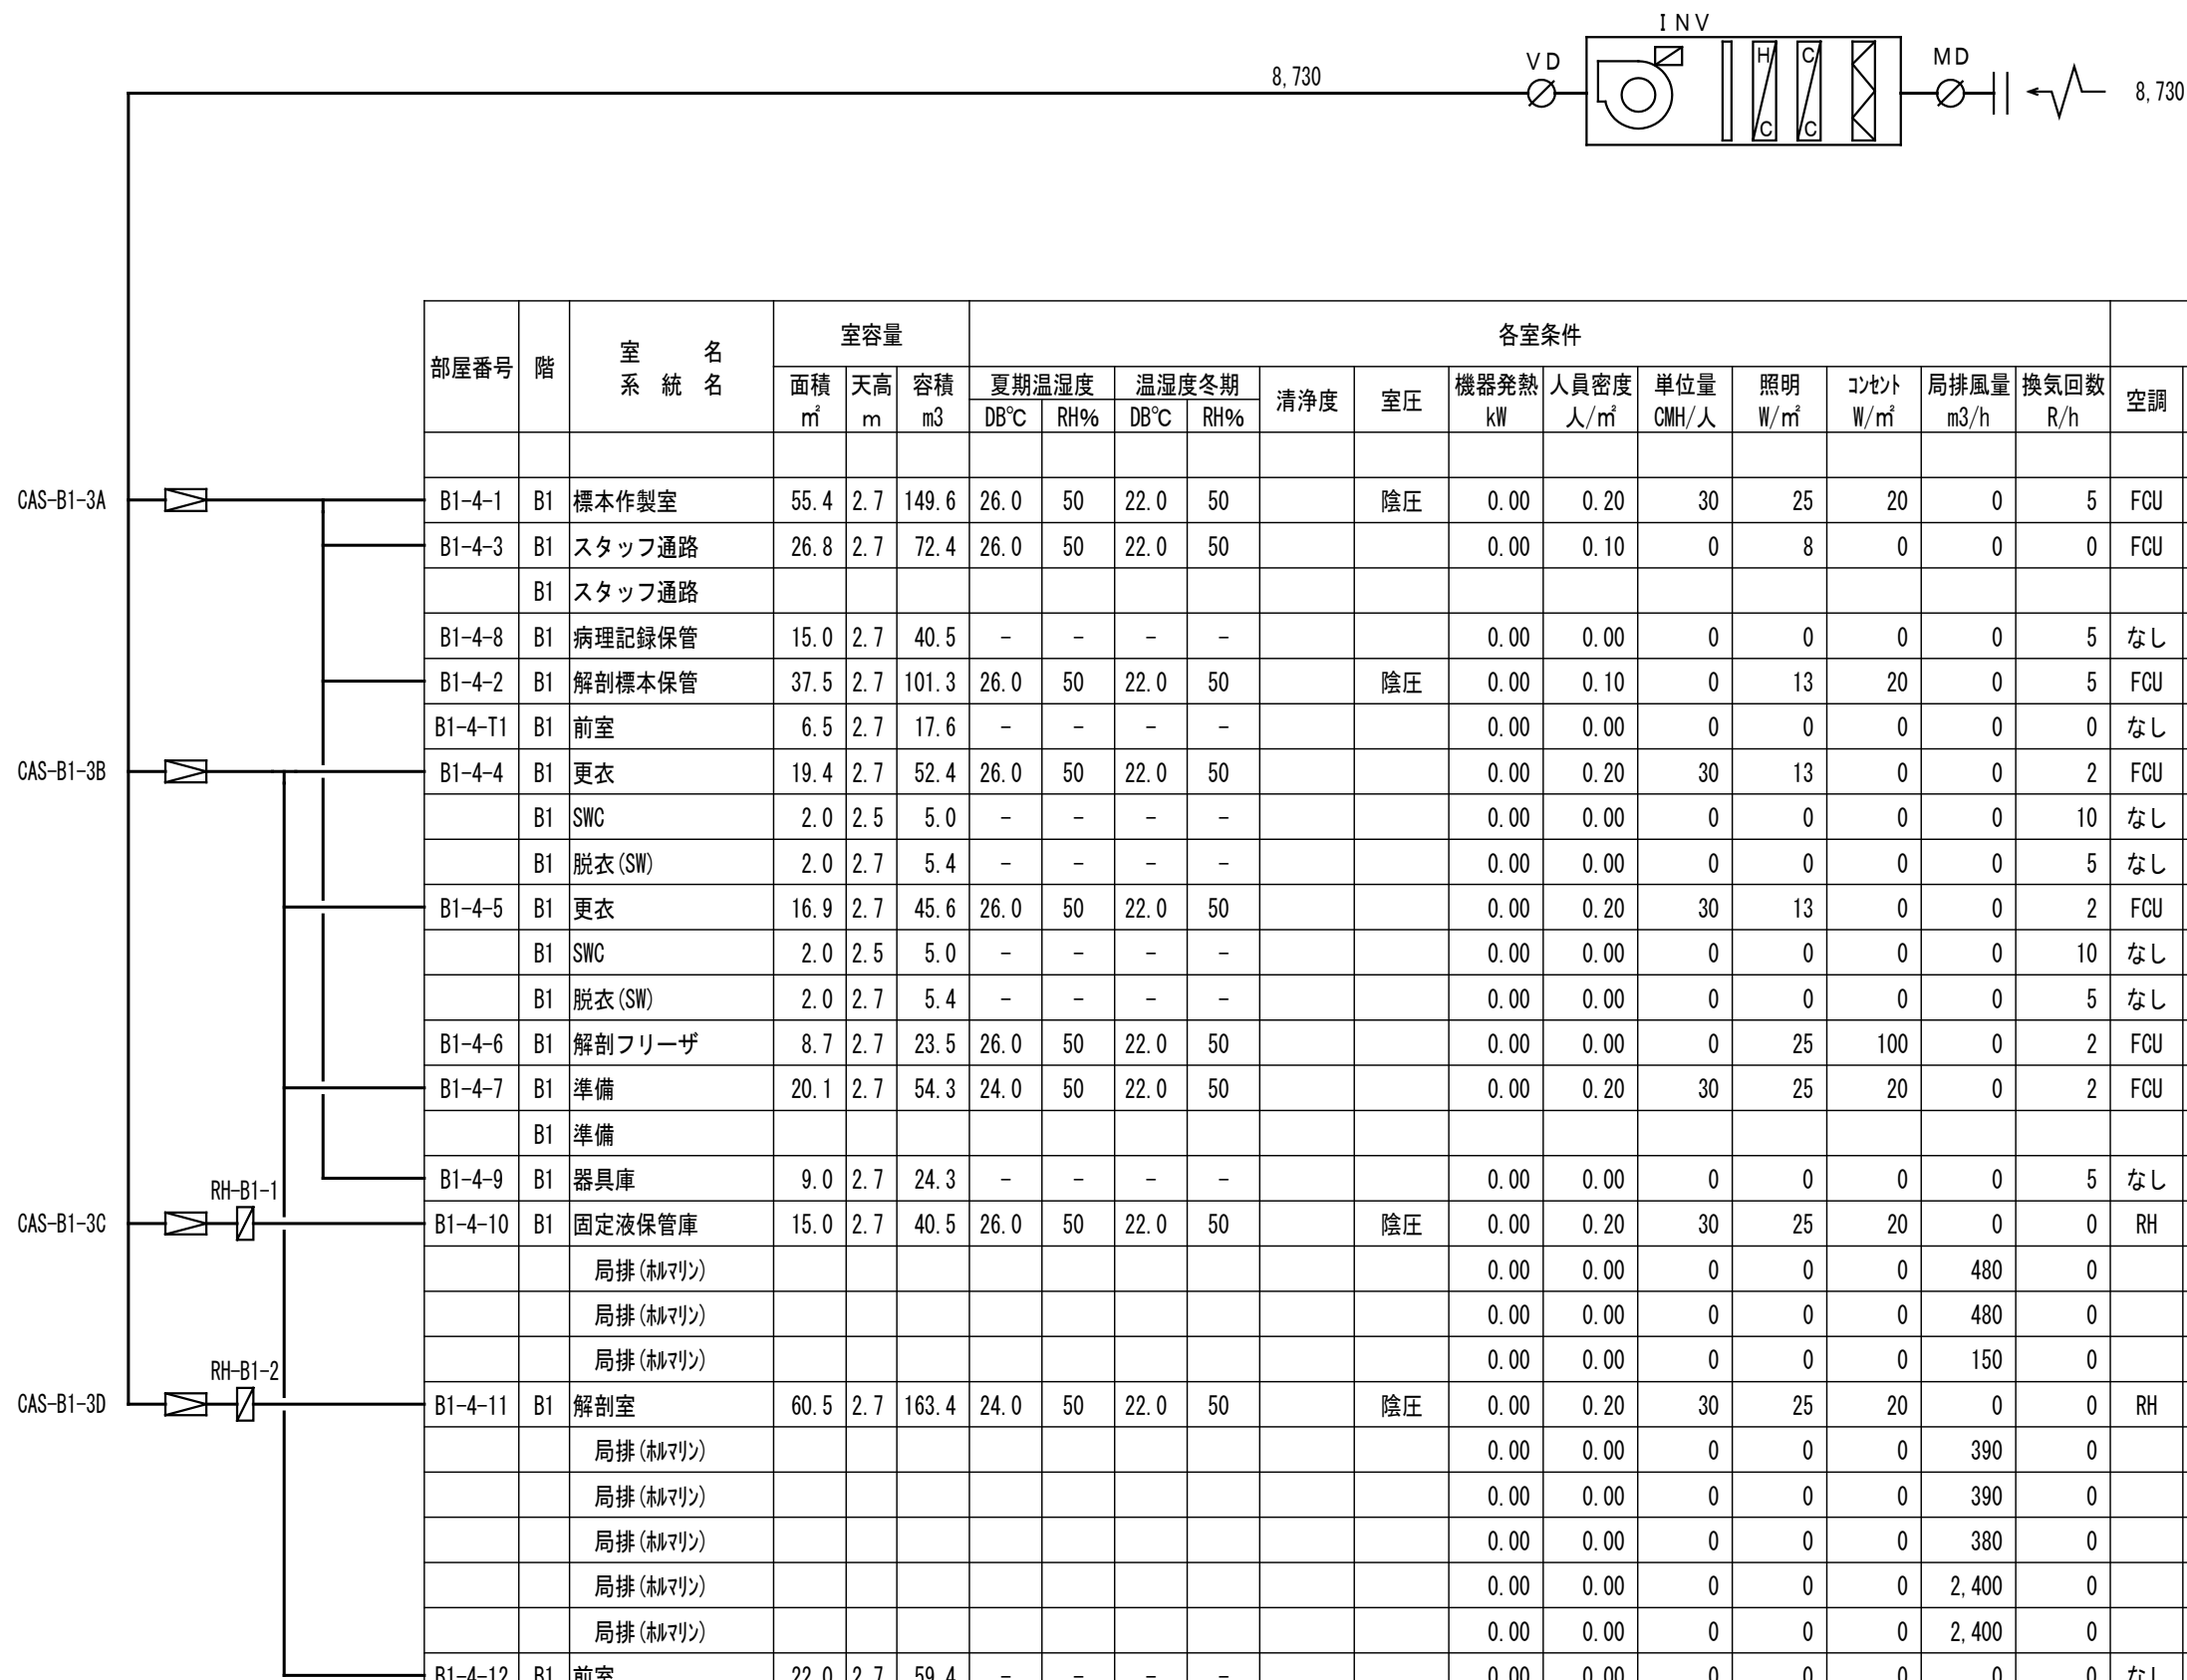 ＩＮＶ
ＶＤ
ＭＤ
8,730
8,730
H C
C C
部屋番号 階 室　名 系　統　名 室容量 各室条件 空調
面積 ㎡ 天高 m 容積 m3 夏期温湿度 DB℃ RH% 温湿度冬期 DB℃ RH% 清浄度 室圧 機器発熱 kW 人員密度 人/㎡ 単位量 CMH/人 照明 W/㎡ ｺﾝｾﾝﾄ W/㎡ 局排風量 m3/h 換気回数 R/h
CAS-B1-3A B1-4-1 B1 標本作製室 55.4 2.7 149.6 26.0 50 22.0 50 陰圧 0.00 0.20 30 25 20 0 5 FCU
B1-4-3 B1 スタッフ通路 26.8 2.7 72.4 26.0 50 22.0 50 0.00 0.10 0 8 0 0 0 FCU
B1 スタッフ通路
B1-4-8 B1 病理記録保管 15.0 2.7 40.5 － － － － 0.00 0.00 0 0 0 0 5 なし
B1-4-2 B1 解剖標本保管 37.5 2.7 101.3 26.0 50 22.0 50 陰圧 0.00 0.10 0 13 20 0 5 FCU
B1-4-T1 B1 前室 6.5 2.7 17.6 － － － － 0.00 0.00 0 0 0 0 0 なし
CAS-B1-3B B1-4-4 B1 更衣 19.4 2.7 52.4 26.0 50 22.0 50 0.00 0.20 30 13 0 0 2 FCU
B1 SWC 2.0 2.5 5.0 － － － － 0.00 0.00 0 0 0 0 10 なし
B1 脱衣(SW) 2.0 2.7 5.4 － － － － 0.00 0.00 0 0 0 0 5 なし
B1-4-5 B1 更衣 16.9 2.7 45.6 26.0 50 22.0 50 0.00 0.20 30 13 0 0 2 FCU
B1 SWC 2.0 2.5 5.0 － － － － 0.00 0.00 0 0 0 0 10 なし
B1 脱衣(SW) 2.0 2.7 5.4 － － － － 0.00 0.00 0 0 0 0 5 なし
B1-4-6 B1 解剖フリーザ 8.7 2.7 23.5 26.0 50 22.0 50 0.00 0.00 0 25 100 0 2 FCU
B1-4-7 B1 準備 20.1 2.7 54.3 24.0 50 22.0 50 0.00 0.20 30 25 20 0 2 FCU
B1 準備
B1-4-9 B1 器具庫 9.0 2.7 24.3 － － － － 0.00 0.00 0 0 0 0 5 なし
RH-B1-1
CAS-B1-3C B1-4-10 B1 固定液保管庫 15.0 2.7 40.5 26.0 50 22.0 50 陰圧 0.00 0.20 30 25 20 0 0 RH
局排(ﾎﾙﾏﾘﾝ) 0.00 0.00 0 0 0 480 0
局排(ﾎﾙﾏﾘﾝ) 0.00 0.00 0 0 0 480 0
局排(ﾎﾙﾏﾘﾝ) 0.00 0.00 0 0 0 150 0
RH-B1-2
CAS-B1-3D B1-4-11 B1 解剖室 60.5 2.7 163.4 24.0 50 22.0 50 陰圧 0.00 0.20 30 25 20 0 0 RH
局排(ﾎﾙﾏﾘﾝ) 0.00 0.00 0 0 0 390 0
局排(ﾎﾙﾏﾘﾝ) 0.00 0.00 0 0 0 390 0
局排(ﾎﾙﾏﾘﾝ) 0.00 0.00 0 0 0 380 0
局排(ﾎﾙﾏﾘﾝ) 0.00 0.00 0 0 0 2,400 0
局排(ﾎﾙﾏﾘﾝ) 0.00 0.00 0 0 0 2,400 0
B1-4-12 B1 前室 22.0 2.7 59.4 － － － － 0.00 0.00 0 0 0 0 0 なし